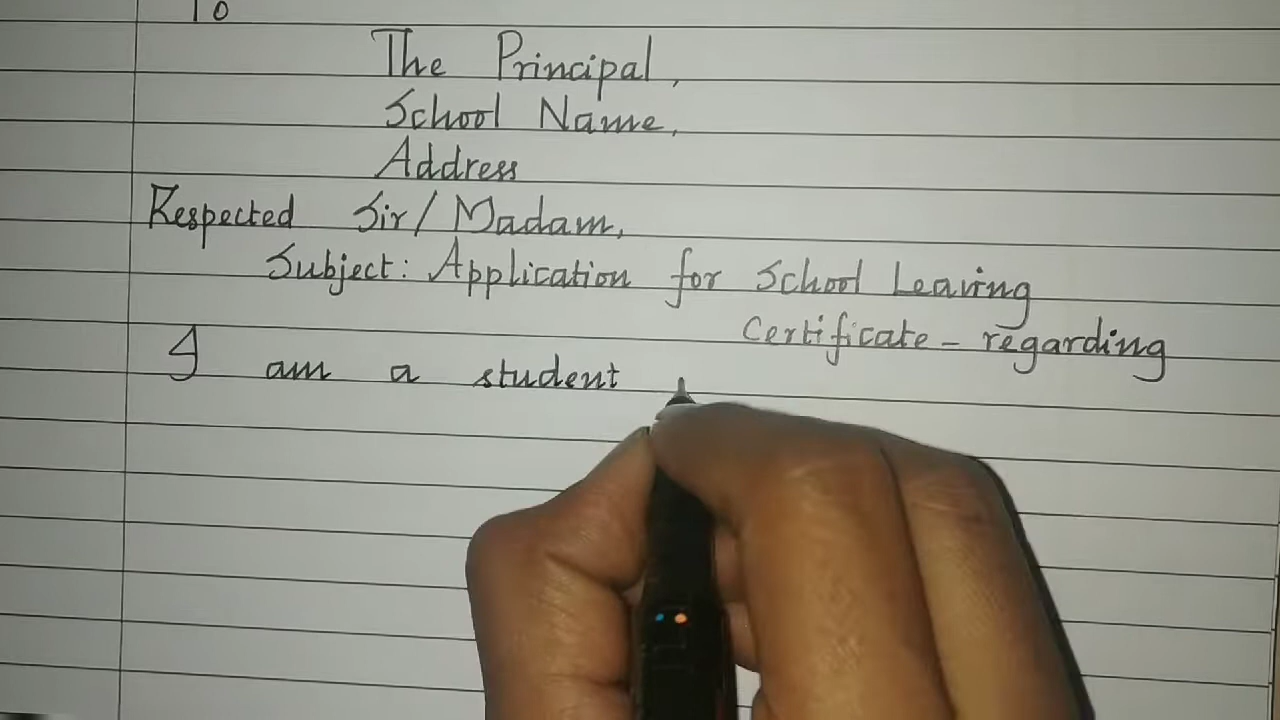 To
The Principal,
School Name,
Address
Respected Sir/Madam,
Subject: Application for School Leaving
Certificate - regarding
I am a student